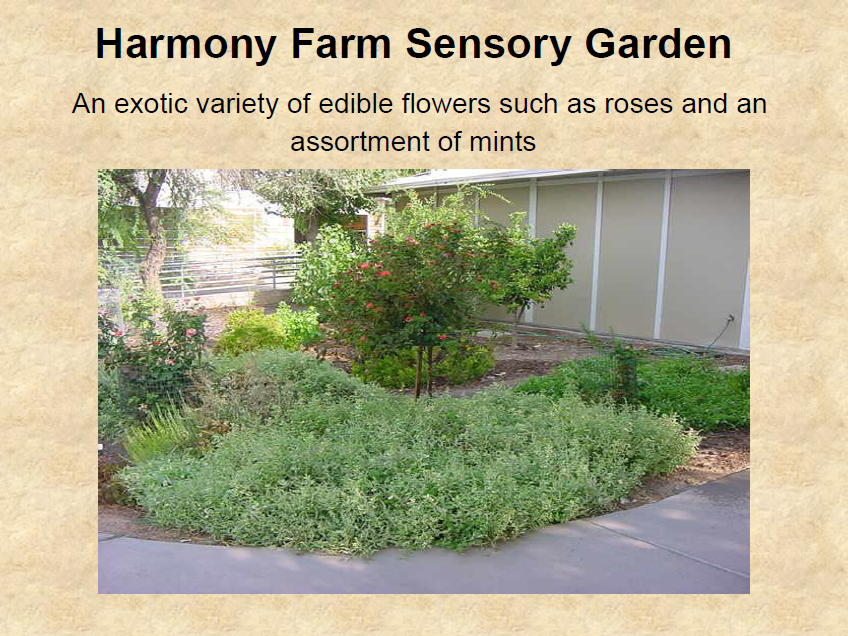 Harmony Farm Sensory Garden
An exotic variety of edible flowers such as roses and an
assortment of mints